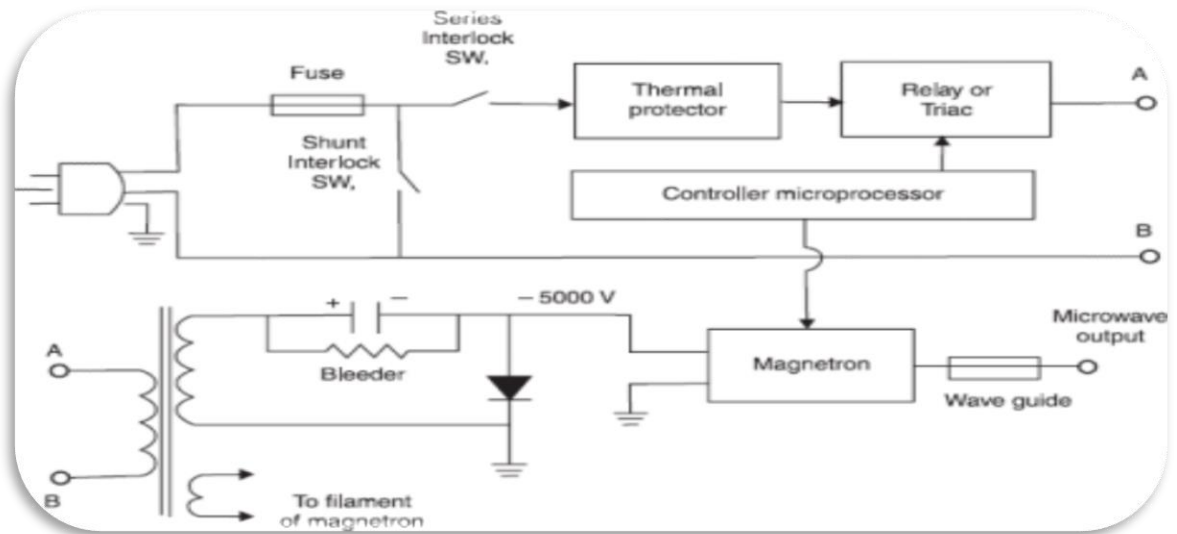 Series
Interlock
SW.
Fuse
Shunt
Interlock
SW.
Thermal
protector
Relay or
Triac
A
Controller microprocessor
B
+
–
– 5000 V
Bleeder
A
B
Magnetron
Microwave
output
Wave guide
To filament
of magnetron